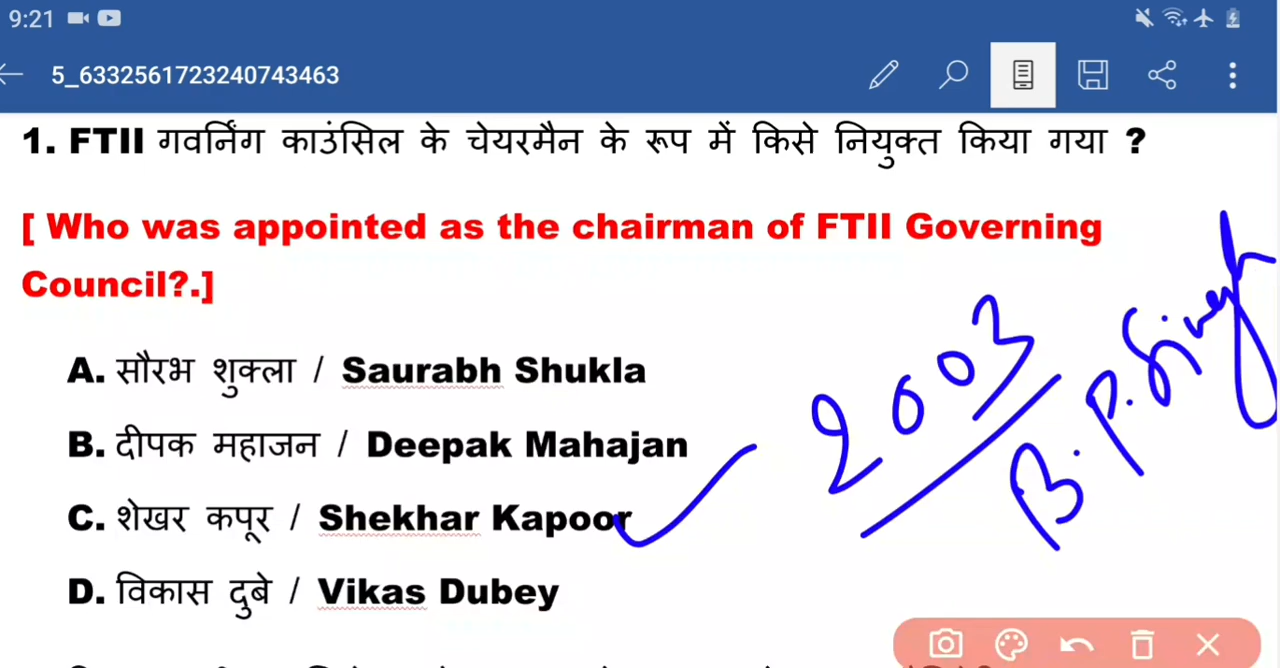 9:21
5_6332561723240743463
1. FTII गवर्निंग काउंसिल के चेयरमैन के रूप में किसे नियुक्त किया गया ?
[ Who was appointed as the chairman of FTII Governing
Council?.]
A. सौरभ शुक्ला / Saurabh Shukla
B. दीपक महाजन / Deepak Mahajan
C. शेखर कपूर / Shekhar Kapoor
D. विकास दुबे / Vikas Dubey
2003
B.P. Singh